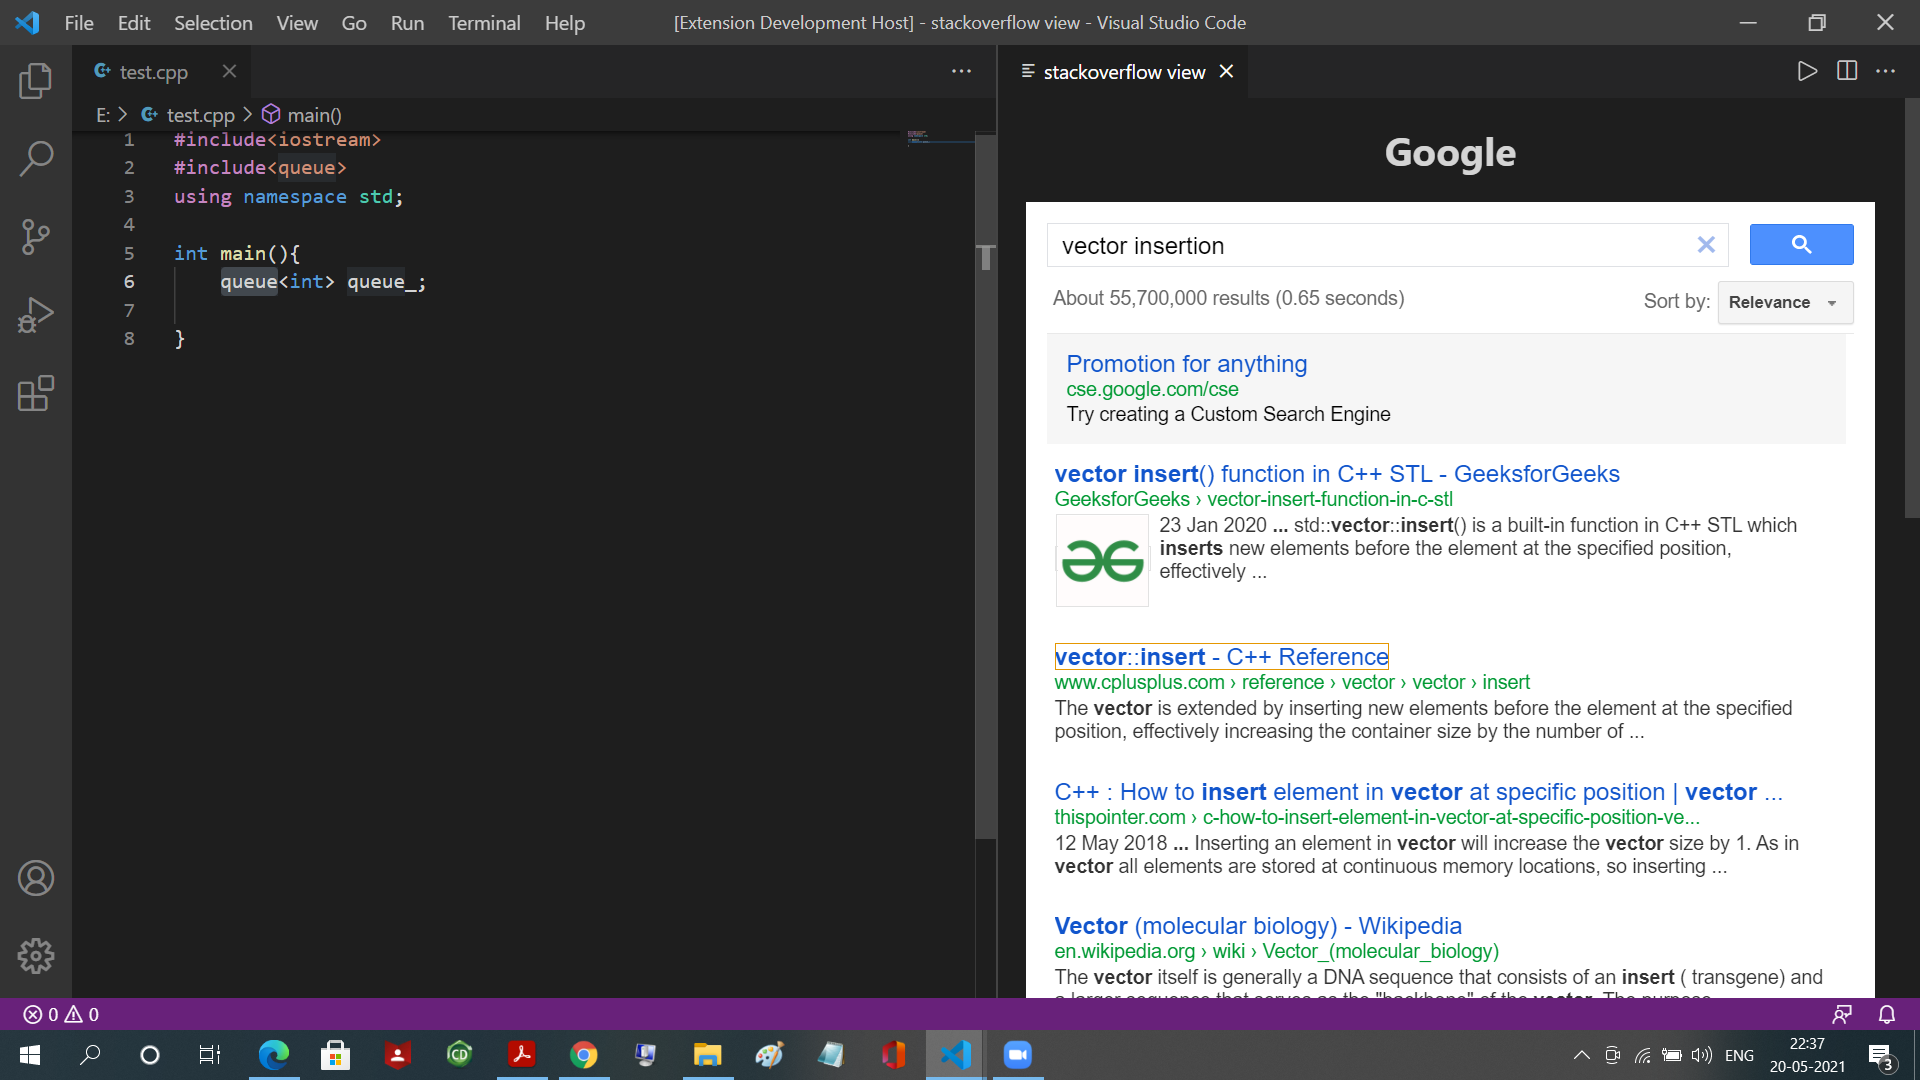 File Edit Selection View Go Run Terminal Help [Extension Development Host] - stackoverflow view - Visual Studio Code
test.cpp
E: > test.cpp > main()
1 #include<iostream>
2 #include<queue>
3 using namespace std;
4
5 int main(){
6 queue<int> queue_;
7
8 }
stackoverflow view
Google
vector insertion
About 55,700,000 results (0.65 seconds)
Sort by: Relevance
Promotion for anything
cse.google.com/cse
Try creating a Custom Search Engine
vector insert() function in C++ STL - GeeksforGeeks
GeeksforGeeks › vector-insert-function-in-c-stl
23 Jan 2020 ... std::vector::insert() is a built-in function in C++ STL which
inserts new elements before the element at the specified position,
effectively ...
vector::insert - C++ Reference
www.cplusplus.com › reference › vector › vector › insert
The vector is extended by inserting new elements before the element at the specified
position, effectively increasing the container size by the number of ...
C++ : How to insert element in vector at specific position | vector ...
thispointer.com › c-how-to-insert-element-in-vector-at-specific-position-ve...
12 May 2018 ... Inserting an element in vector will increase the vector size by 1. As in
vector all elements are stored at continuous memory locations, so inserting ...
Vector (molecular biology) - Wikipedia
en.wikipedia.org › wiki › Vector_(molecular_biology)
The vector itself is generally a DNA sequence that consists of an insert ( transgene) and
0 0
CD
ENG
22:37
20-05-2021
3